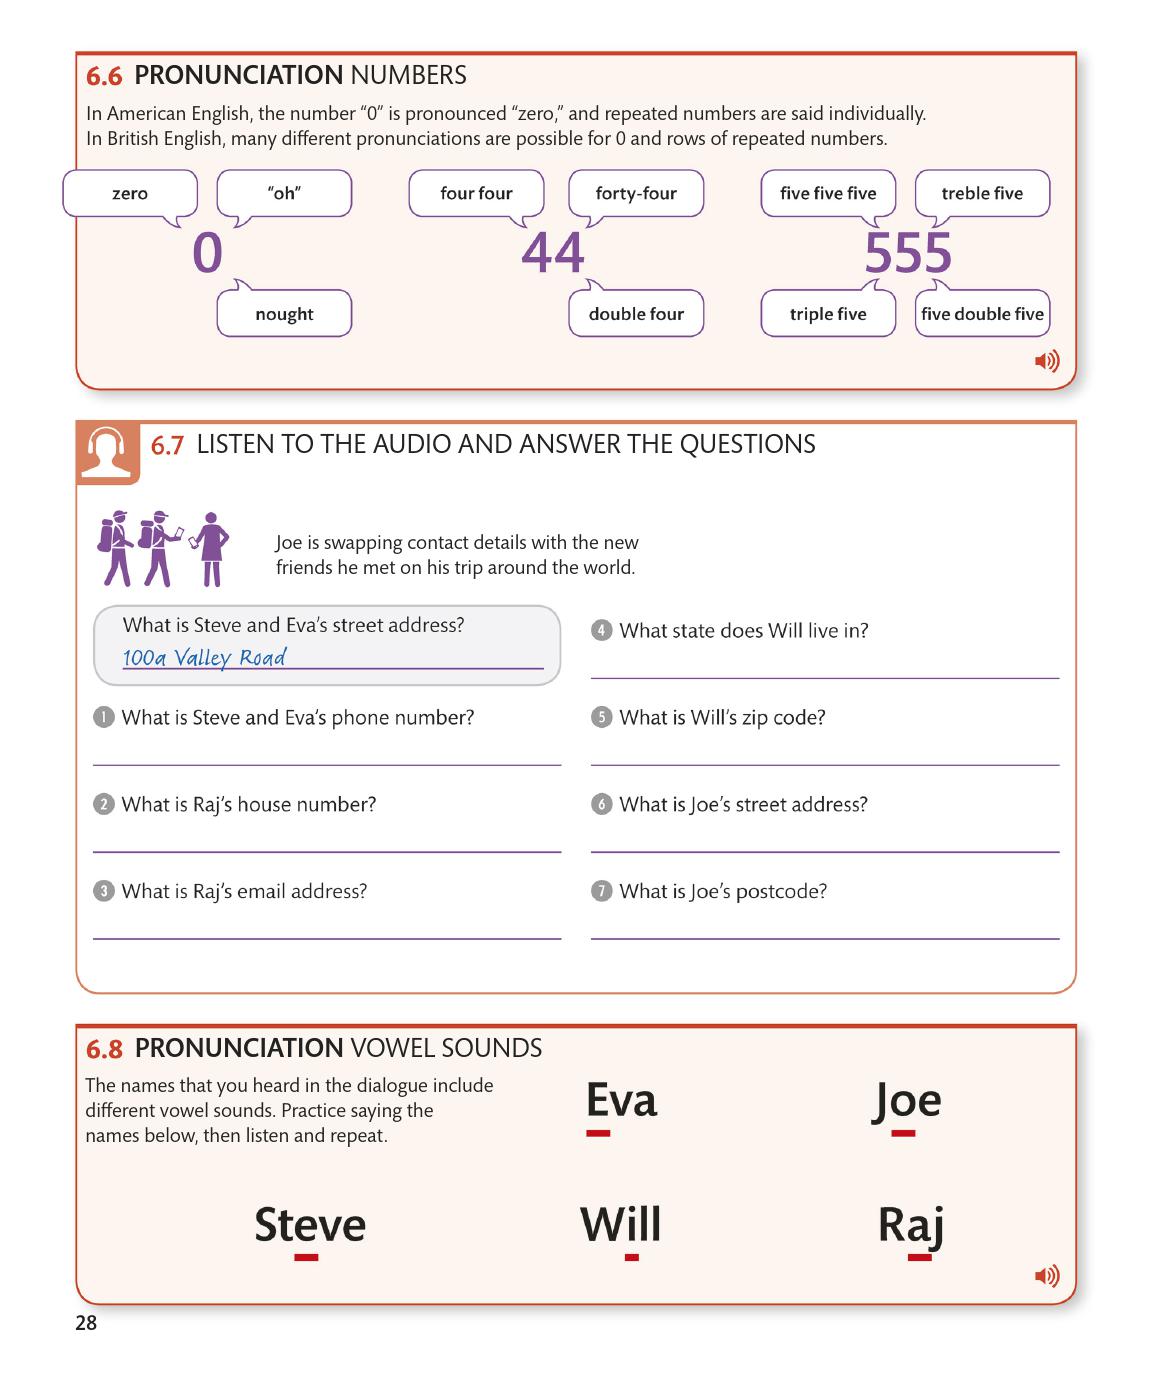 6.6 PRONUNCIATION NUMBERS
In American English, the number “0” is pronounced “zero,” and repeated numbers are said individually.
In British English, many different pronunciations are possible for 0 and rows of repeated numbers.
zero
“oh”
0
nought
four four
forty-four
44
double four
five five five
treble five
555
triple five
five double five
6.7 LISTEN TO THE AUDIO AND ANSWER THE QUESTIONS
Joe is swapping contact details with the new
friends he met on his trip around the world.
What is Steve and Eva’s street address?
100a Valley Road
1 What is Steve and Eva’s phone number?
2 What is Raj’s house number?
3 What is Raj’s email address?
4 What state does Will live in?
5 What is Will’s zip code?
6 What is Joe’s street address?
7 What is Joe’s postcode?
6.8 PRONUNCIATION VOWEL SOUNDS
The names that you heard in the dialogue include
different vowel sounds. Practice saying the
names below, then listen and repeat.
Eva
Joe
Steve
Will
Raj
28